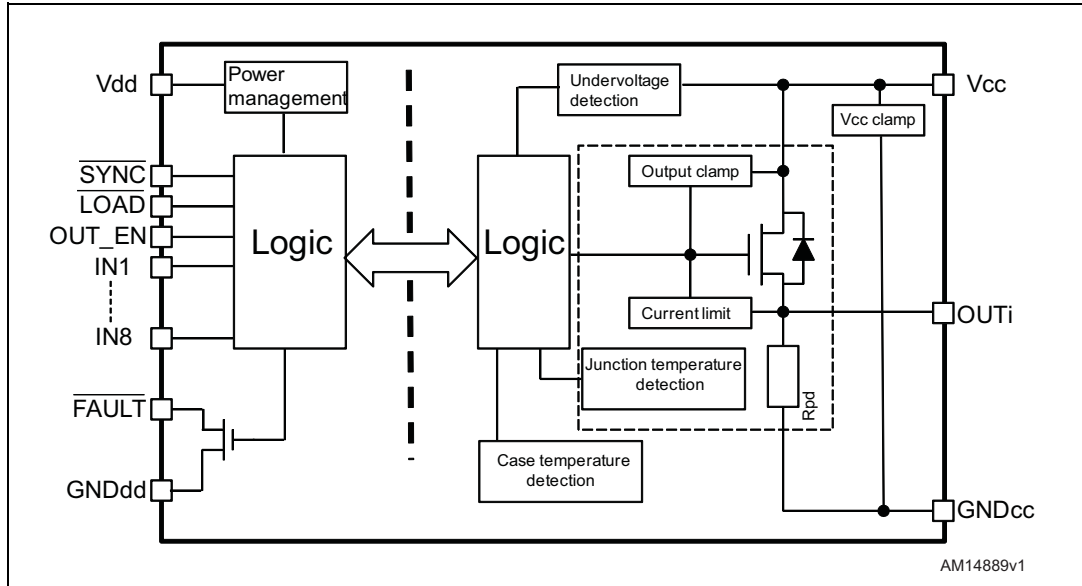 Vdd
Power
management
SYNC
LOAD
OUT_EN
IN1
IN8
FAULT
GNDdd
Logic
Logic
Undervoltage
detection
Vcc clamp
Output clamp
Current limit
Junction temperature
detection
Rpd
Case temperature
detection
Vcc
OUTi
GNDcc
AM14889v1